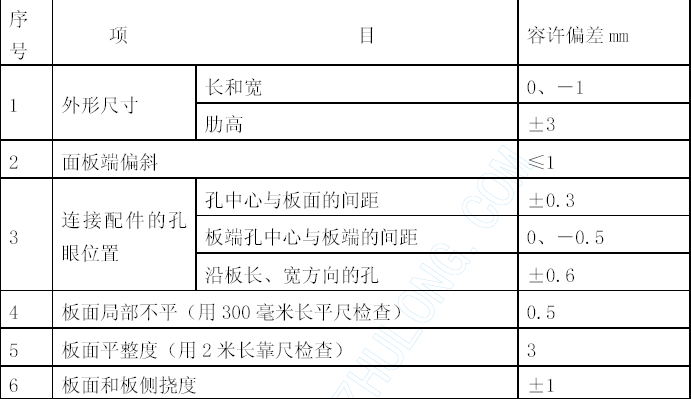 序号 项 目 容许偏差 mm
1 外形尺寸 长和宽 0、－1
肋高 ±3
2 面板端偏斜 ≤1
3 连接配件的孔眼位置 孔中心与板面的间距 ±0.3
板端孔中心与板端的间距 0、－0.5
沿板长、宽方向的孔 ±0.6
4 板面局部不平（用 300 毫米长平尺检查） 0.5
5 板面平整度（用 2 米长靠尺检查） 3
6 板面和板侧挠度 ±1
ZHULONG.COM